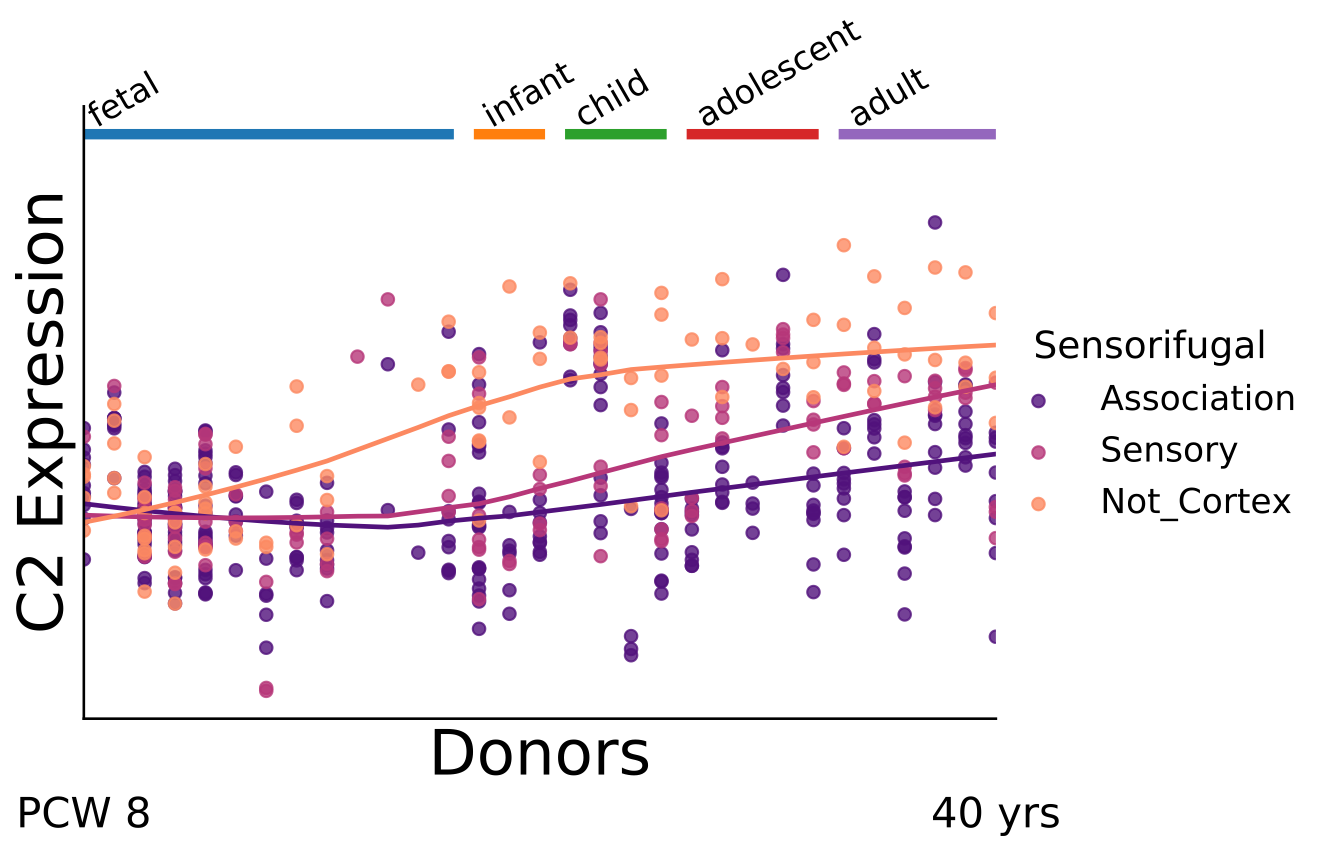 fetal
infant
child
adolescent
adult
C2 Expression
Sensorifugal
Association
Sensory
Not_Cortex
Donors
PCW 8
40 yrs